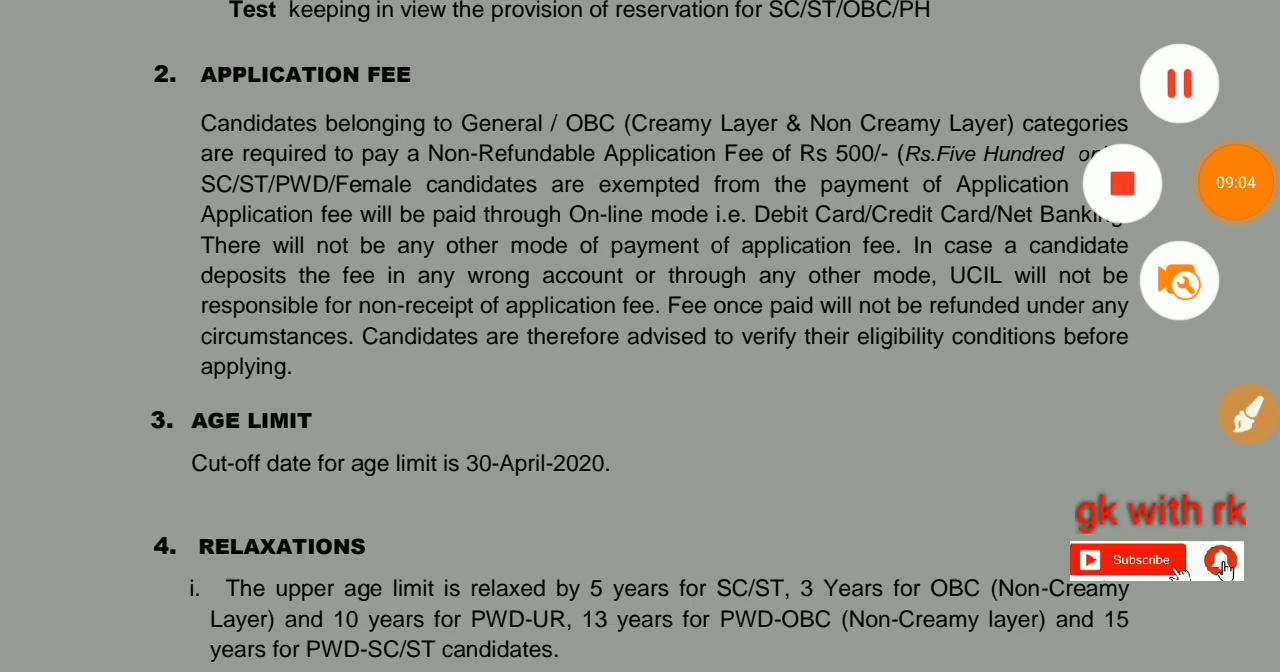 Test keeping in view the provision of reservation for SC/ST/OBC/PH
2. APPLICATION FEE
Candidates belonging to General / OBC (Creamy Layer & Non Creamy Layer) categories
are required to pay a Non-Refundable Application Fee of Rs 500/- (Rs.Five Hundred
SC/ST/PWD/Female candidates are exempted from the payment of Application
Application fee will be paid through On-line mode i.e. Debit Card/Credit Card/Net Banking
There will not be any other mode of payment of application fee. In case a candidate
deposits the fee in any wrong account or through any other mode, UCIL will not be
responsible for non-receipt of application fee. Fee once paid will not be refunded under any
circumstances. Candidates are therefore advised to verify their eligibility conditions before
applying.
3. AGE LIMIT
Cut-off date for age limit is 30-April-2020.
4. RELAXATIONS
i. The upper age limit is relaxed by 5 years for SC/ST, 3 Years for OBC (Non-Creamy
Layer) and 10 years for PWD-UR, 13 years for PWD-OBC (Non-Creamy layer) and 15
years for PWD-SC/ST candidates.
09:04
gk with rk
Subscribe